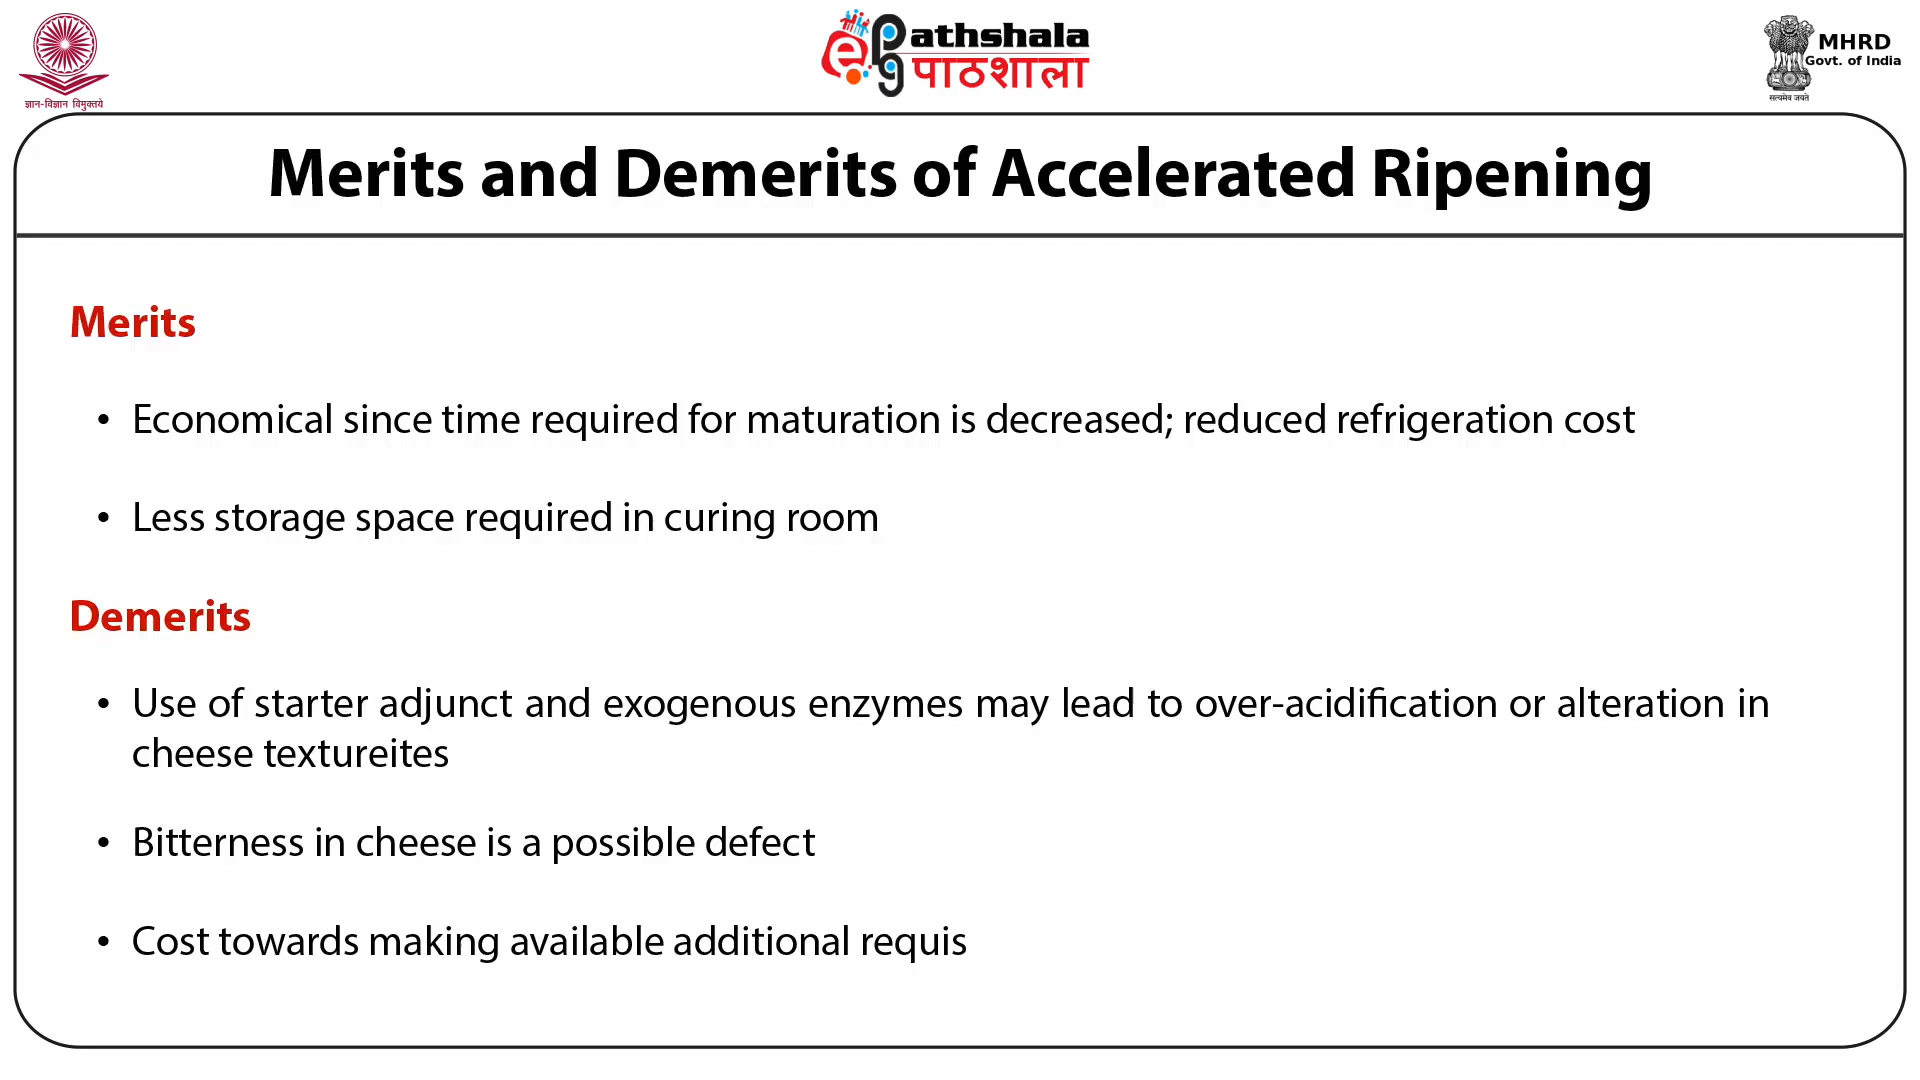 ज्ञान-विज्ञान विमुक्तये
ePGathshala
पाठशाला
MHRD
Govt. of India
सत्यमेव जयते
Merits and Demerits of Accelerated Ripening
Merits
• Economical since time required for maturation is decreased; reduced refrigeration cost
• Less storage space required in curing room
Demerits
• Use of starter adjunct and exogenous enzymes may lead to over-acidification or alteration in
cheese textureites
• Bitterness in cheese is a possible defect
• Cost towards making available additional requis